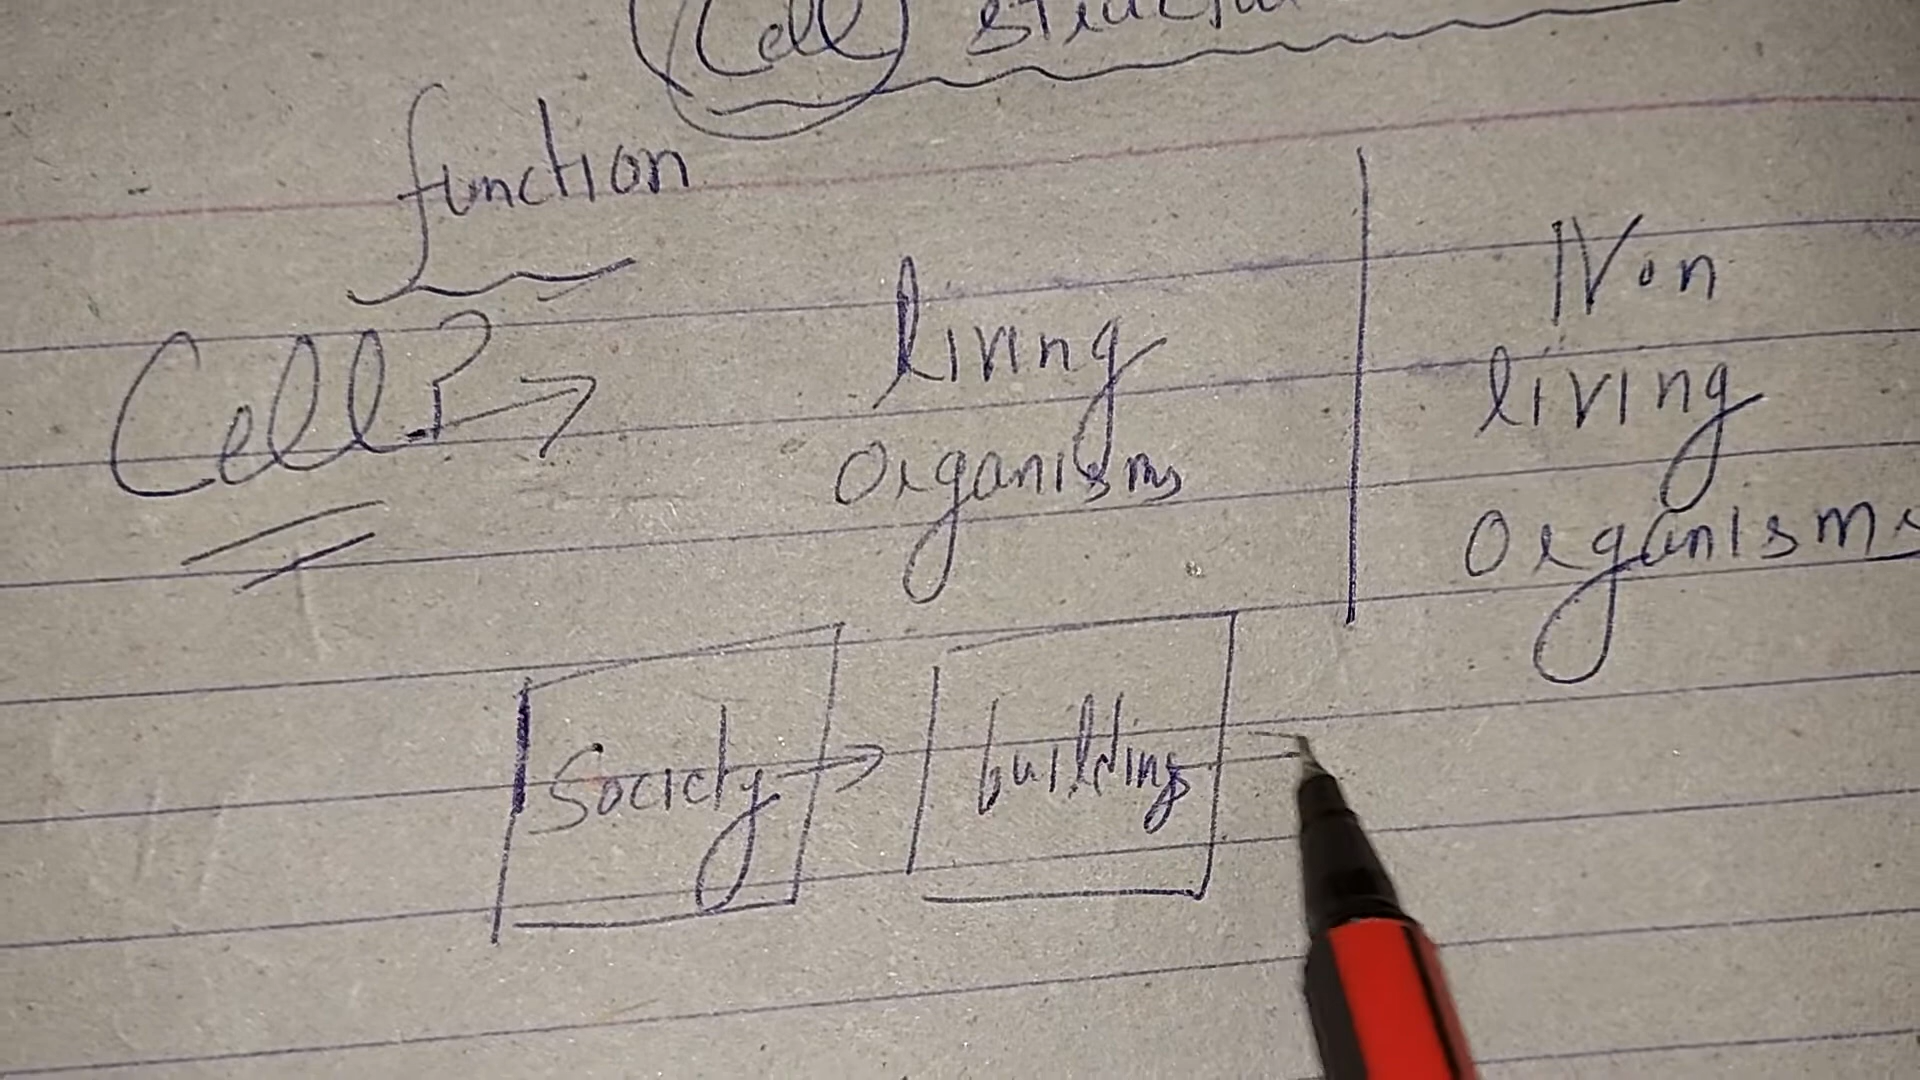 Cell
function
Cell? → living organisms
Non living organisms
Society → building →